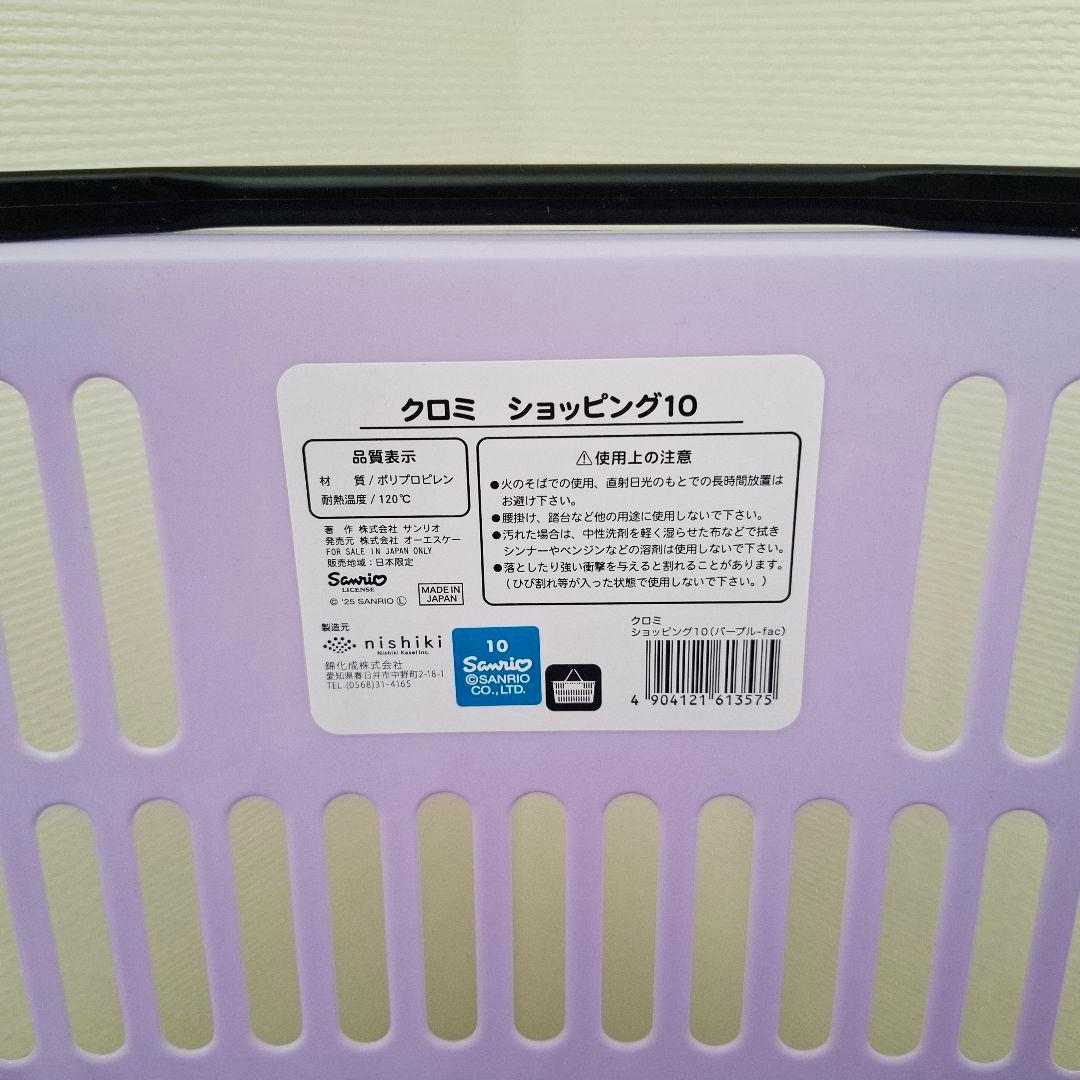 クロミ ショッピング10
品質表示
材 質/ポリプロピレン
耐熱温度/120℃
著 作 株式会社 サンリオ
発売元 株式会社 オーエスケー
FOR SALE IN JAPAN ONLY
販売地域：日本限定
Sanrio
LICENSE
© '25 SANRIO Ⓛ
MADE IN
JAPAN
⚠使用上の注意
●火のそばでの使用、直射日光のもとでの長時間放置は
お避け下さい。
●腰掛け、踏台など他の用途に使用しないで下さい。
●汚れた場合は、中性洗剤を軽く湿らせた布などで拭き
シンナーやベンジンなどの溶剤は使用しないで下さい。
●落としたり強い衝撃を与えると割れることがあります。
（ひび割れ等が入った状態で使用しないで下さい。）
製造元
nishiki
Nishiki Kasei Inc.
錦化成株式会社
愛知県春日井市中野町2-18-1
TEL.(0568)31-4165
10
Sanrio
©SANRIO
CO.,LTD.
クロミ
ショッピング10(パープル-fac)
4 904121 613575